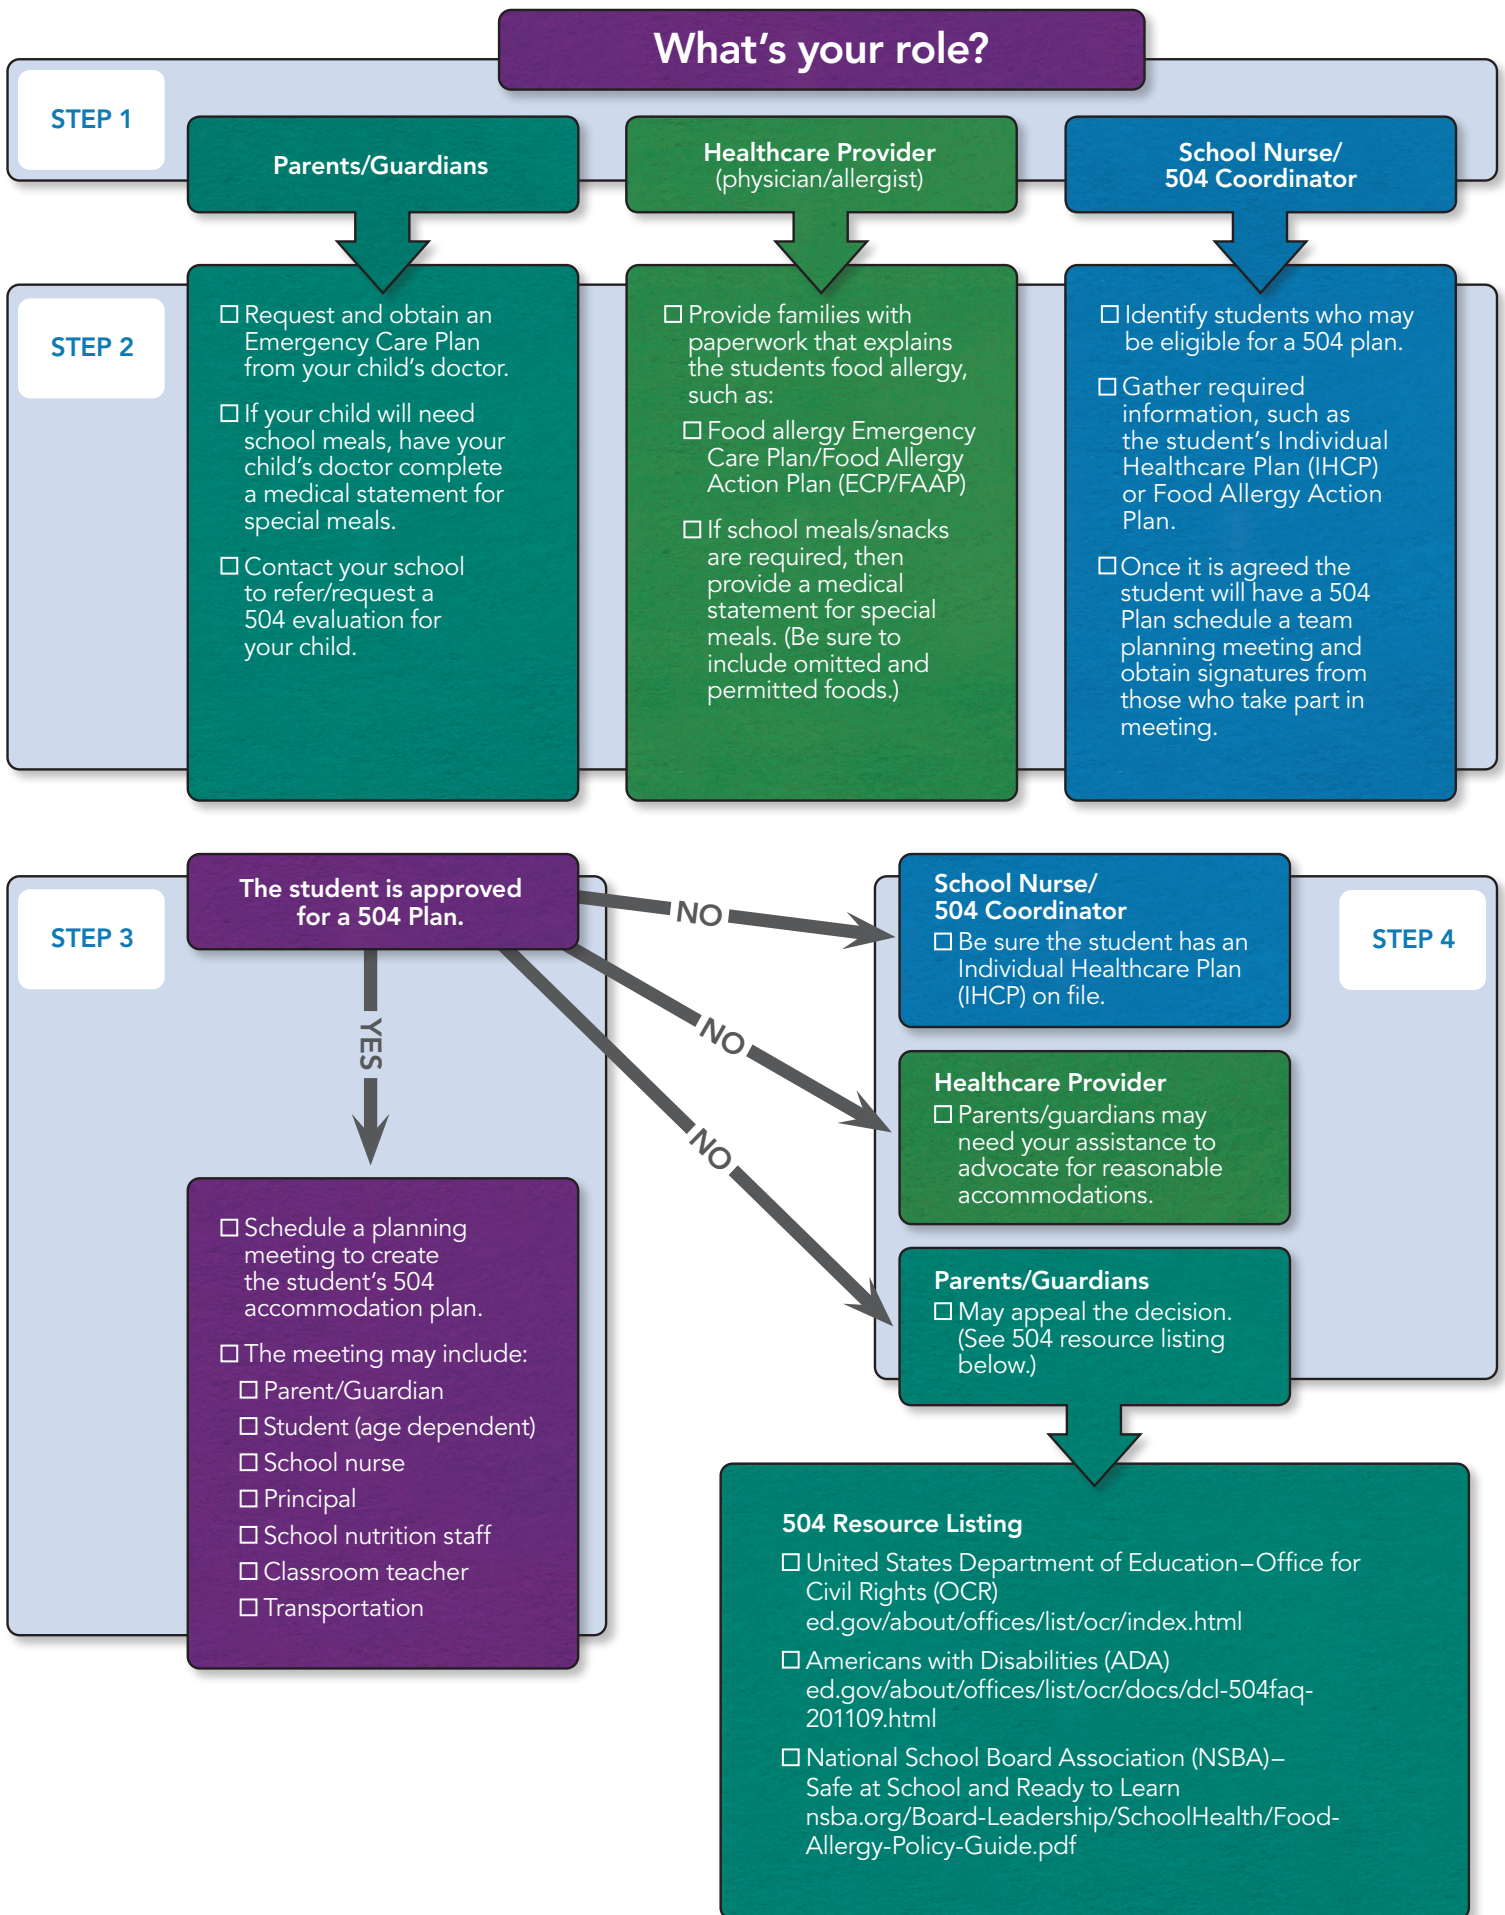 What's your role?
STEP 1
Parents/Guardians
Healthcare Provider
(physician/allergist)
School Nurse/
504 Coordinator
STEP 2
☐ Request and obtain an
Emergency Care Plan
from your child's doctor.
☐ If your child will need
school meals, have your
child's doctor complete
a medical statement for
special meals.
☐ Contact your school
to refer/request a
504 evaluation for
your child.
☐ Provide families with
paperwork that explains
the students food allergy,
such as:
☐ Food allergy Emergency
Care Plan/Food Allergy
Action Plan (ECP/FAAP)
☐ If school meals/snacks
are required, then
provide a medical
statement for special
meals. (Be sure to
include omitted and
permitted foods.)
☐ Identify students who may
be eligible for a 504 plan.
☐ Gather required
information, such as
the student's Individual
Healthcare Plan (IHCP)
or Food Allergy Action
Plan.
☐ Once it is agreed the
student will have a 504
Plan schedule a team
planning meeting and
obtain signatures from
those who take part in
meeting.
STEP 3
The student is approved
for a 504 Plan.
YES
NO
NO
NO
☐ Schedule a planning
meeting to create
the student's 504
accommodation plan.
☐ The meeting may include:
☐ Parent/Guardian
☐ Student (age dependent)
☐ School nurse
☐ Principal
☐ School nutrition staff
☐ Classroom teacher
☐ Transportation
STEP 4
School Nurse/
504 Coordinator
☐ Be sure the student has an
Individual Healthcare Plan
(IHCP) on file.
Healthcare Provider
☐ Parents/guardians may
need your assistance to
advocate for reasonable
accommodations.
Parents/Guardians
☐ May appeal the decision.
(See 504 resource listing
below.)
504 Resource Listing
☐ United States Department of Education–Office for
Civil Rights (OCR)
ed.gov/about/offices/list/ocr/index.html
☐ Americans with Disabilities (ADA)
ed.gov/about/offices/list/ocr/docs/dcl-504faq-
201109.html
☐ National School Board Association (NSBA)–
Safe at School and Ready to Learn
nsba.org/Board-Leadership/SchoolHealth/Food-
Allergy-Policy-Guide.pdf